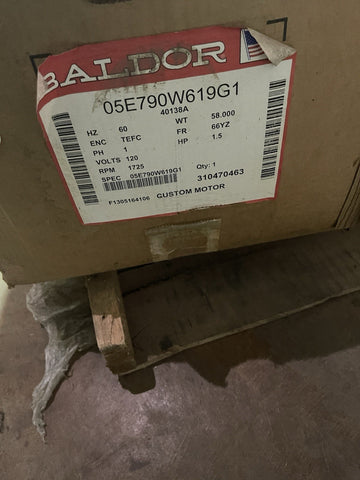 BALDOR
05E790W619G1
40138A
HZ 60 WT 58.000
ENC TEFC FR 66YZ
PH 1 HP 1.5
VOLTS 120
RPM 1725 Qty: 1
SPEC 05E790W619G1 310470463
F1305164106 CUSTOM MOTOR